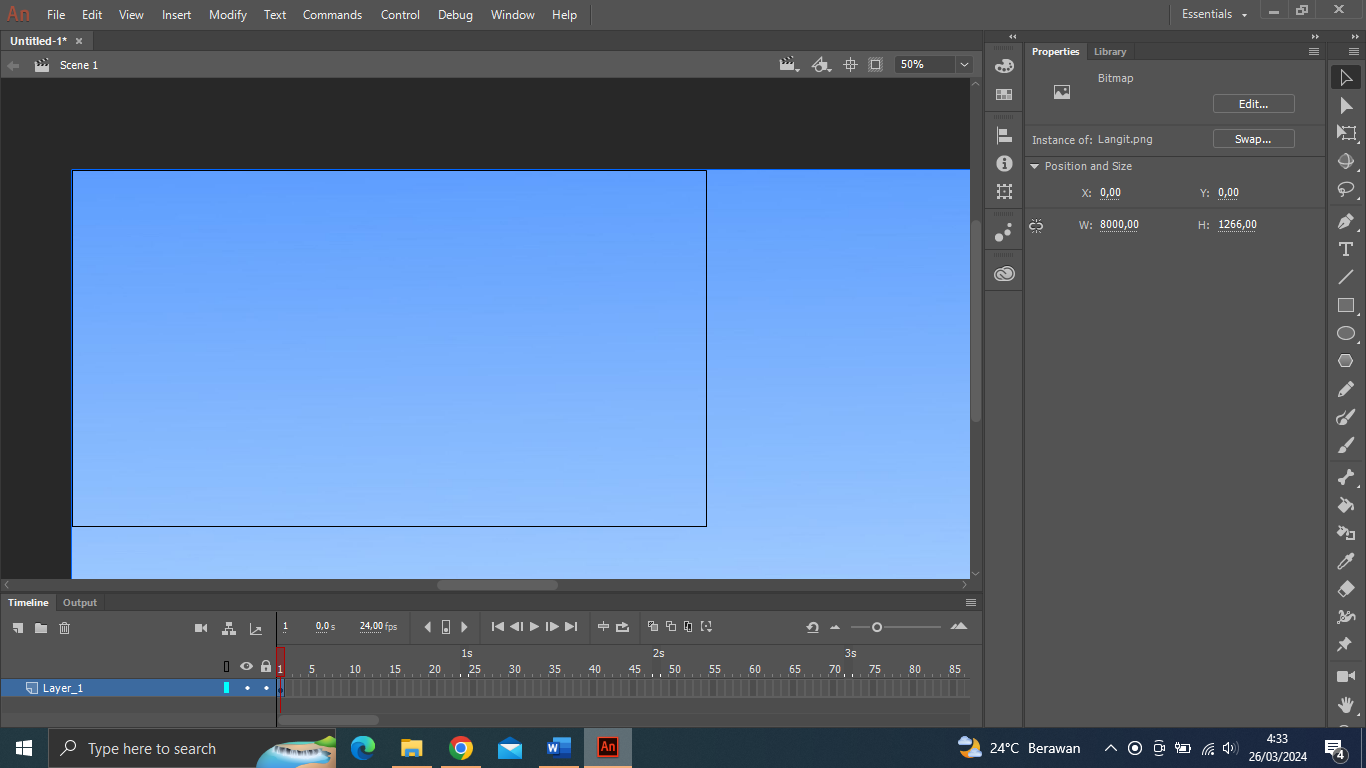 An File Edit View Insert Modify Text Commands Control Debug Window Help Essentials
Untitled-1* ×
Scene 1 50%
Properties Library
Bitmap
Edit...
Instance of: Langit.png Swap...
Position and Size
X: 0,00 Y: 0,00
W: 8000,00 H: 1266,00
Timeline Output
1 0,0 s 24,00 fps
1s 2s 3s
1 5 10 15 20 25 30 35 40 45 50 55 60 65 70 75 80 85
Layer_1
Type here to search
An
24°C Berawan
4:33
26/03/2024
4